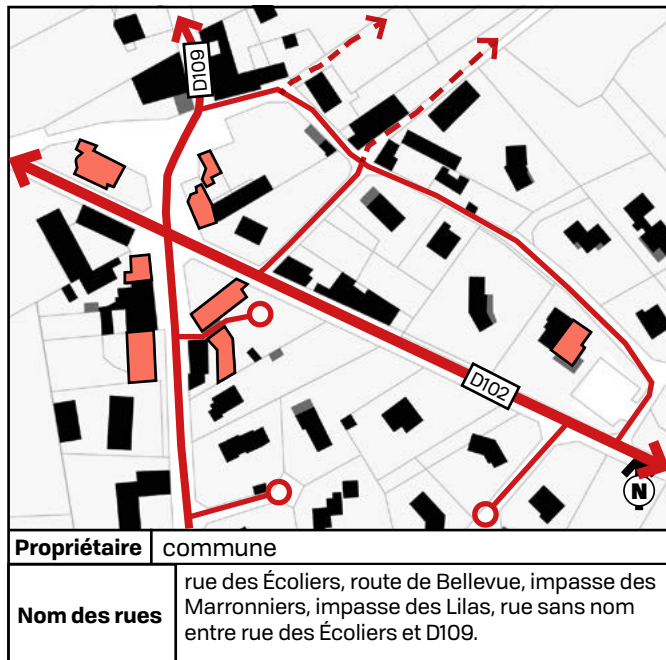 D109
D102
N
Propriétaire commune
Nom des rues
rue des Écoliers, route de Bellevue, impasse des
Marronniers, impasse des Lilas, rue sans nom
entre rue des Écoliers et D109.